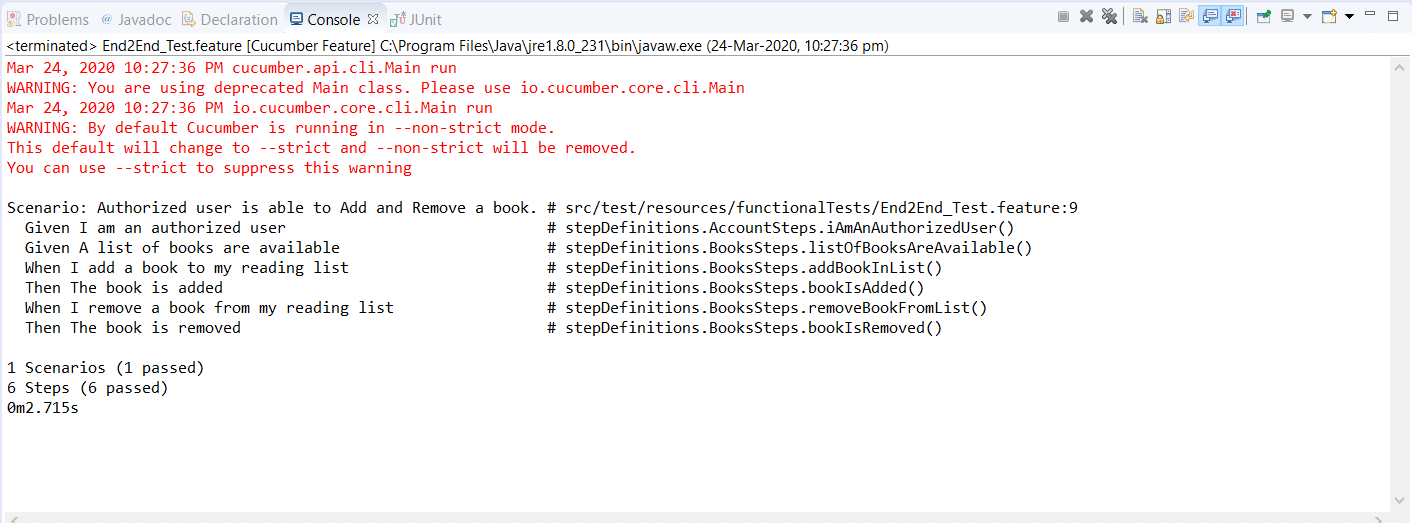 Problems @ Javadoc Declaration Console JUnit
<terminated> End2End_Test.feature [Cucumber Feature] C:\Program Files\Java\jre1.8.0_231\bin\javaw.exe (24-Mar-2020, 10:27:36 pm)
Mar 24, 2020 10:27:36 PM cucumber.api.cli.Main run
WARNING: You are using deprecated Main class. Please use io.cucumber.core.cli.Main
Mar 24, 2020 10:27:36 PM io.cucumber.core.cli.Main run
WARNING: By default Cucumber is running in --non-strict mode.
This default will change to --strict and --non-strict will be removed.
You can use --strict to suppress this warning
Scenario: Authorized user is able to Add and Remove a book. # src/test/resources/functionalTests/End2End_Test.feature:9
Given I am an authorized user # stepDefinitions.AccountSteps.iAmAnAuthorizedUser()
Given A list of books are available # stepDefinitions.BooksSteps.listOfBooksAreAvailable()
When I add a book to my reading list # stepDefinitions.BooksSteps.addBookInList()
Then The book is added # stepDefinitions.BooksSteps.bookIsAdded()
When I remove a book from my reading list # stepDefinitions.BooksSteps.removeBookFromList()
Then The book is removed # stepDefinitions.BooksSteps.bookIsRemoved()
1 Scenarios (1 passed)
6 Steps (6 passed)
0m2.715s